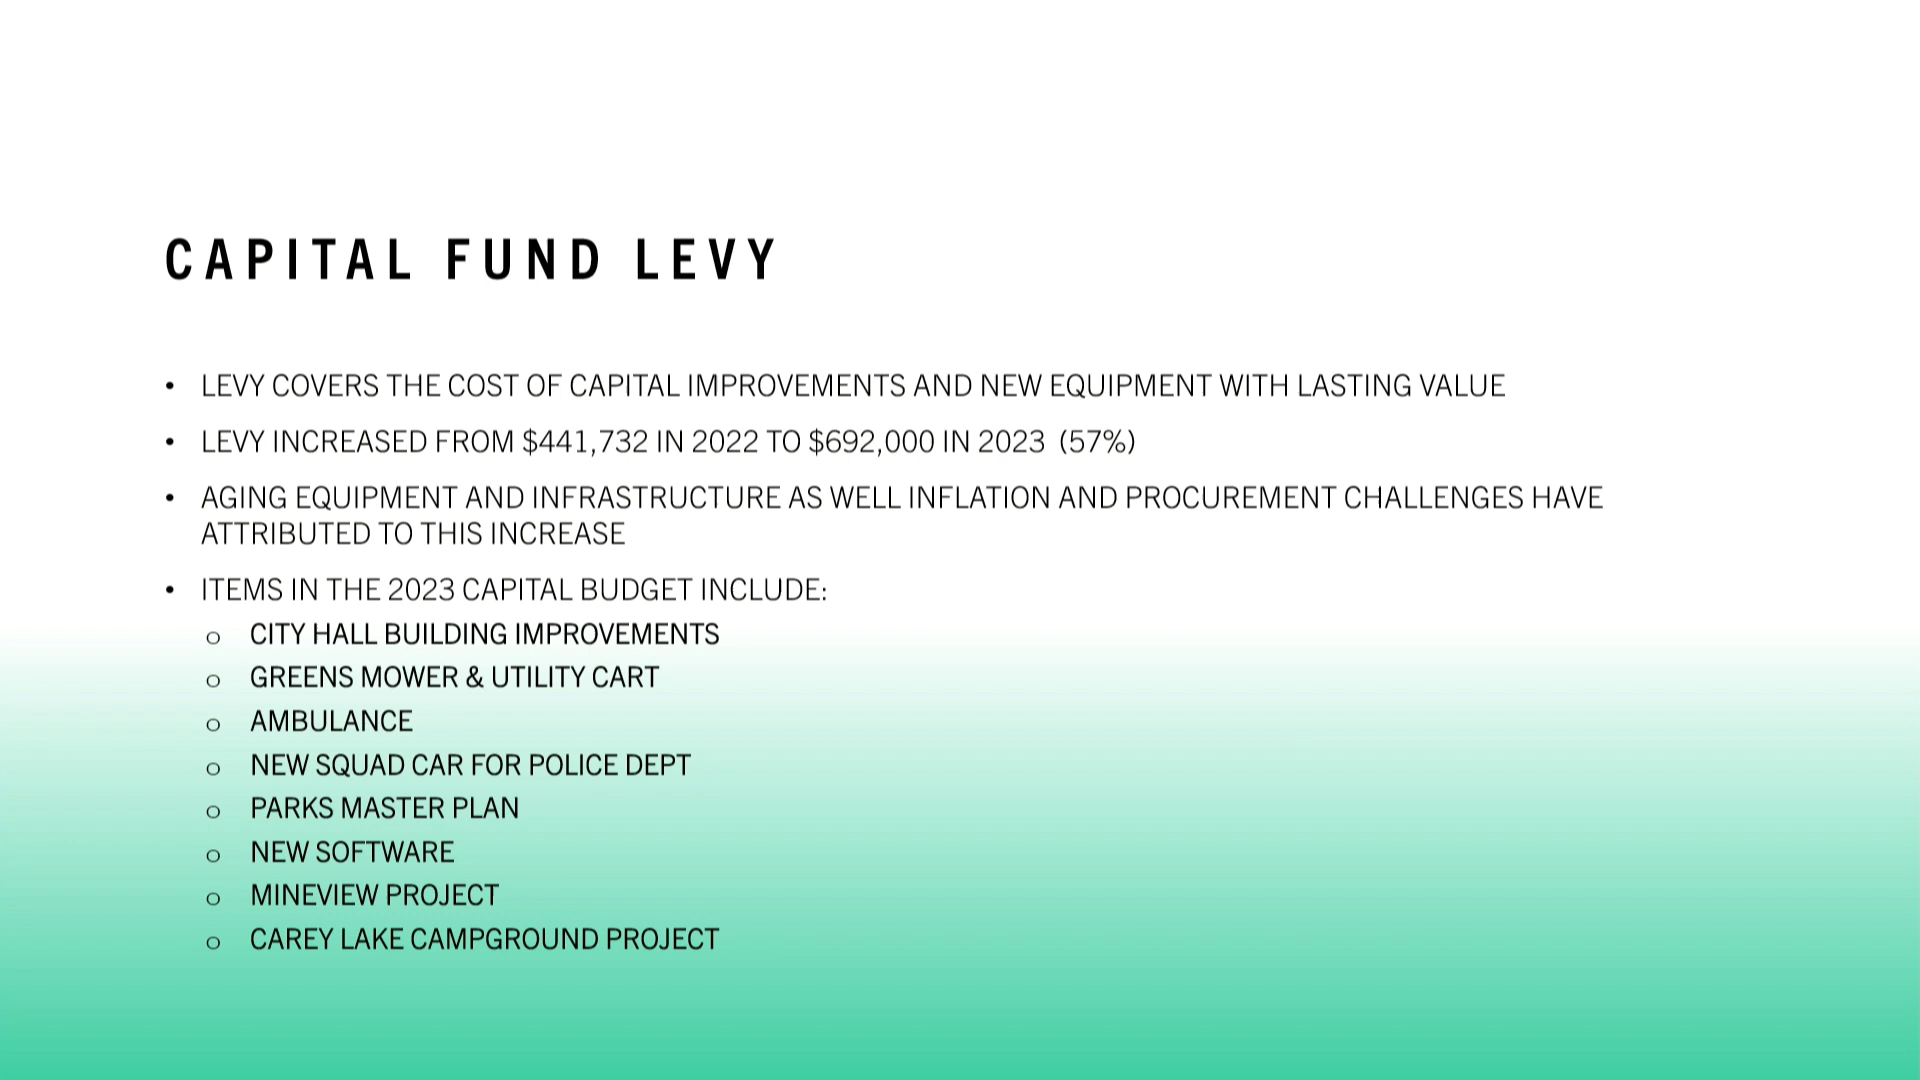 CAPITAL FUND LEVY
• LEVY COVERS THE COST OF CAPITAL IMPROVEMENTS AND NEW EQUIPMENT WITH LASTING VALUE
• LEVY INCREASED FROM $441,732 IN 2022 TO $692,000 IN 2023 (57%)
• AGING EQUIPMENT AND INFRASTRUCTURE AS WELL INFLATION AND PROCUREMENT CHALLENGES HAVE
ATTRIBUTED TO THIS INCREASE
• ITEMS IN THE 2023 CAPITAL BUDGET INCLUDE:
o CITY HALL BUILDING IMPROVEMENTS
o GREENS MOWER & UTILITY CART
o AMBULANCE
o NEW SQUAD CAR FOR POLICE DEPT
o PARKS MASTER PLAN
o NEW SOFTWARE
o MINEVIEW PROJECT
o CAREY LAKE CAMPGROUND PROJECT